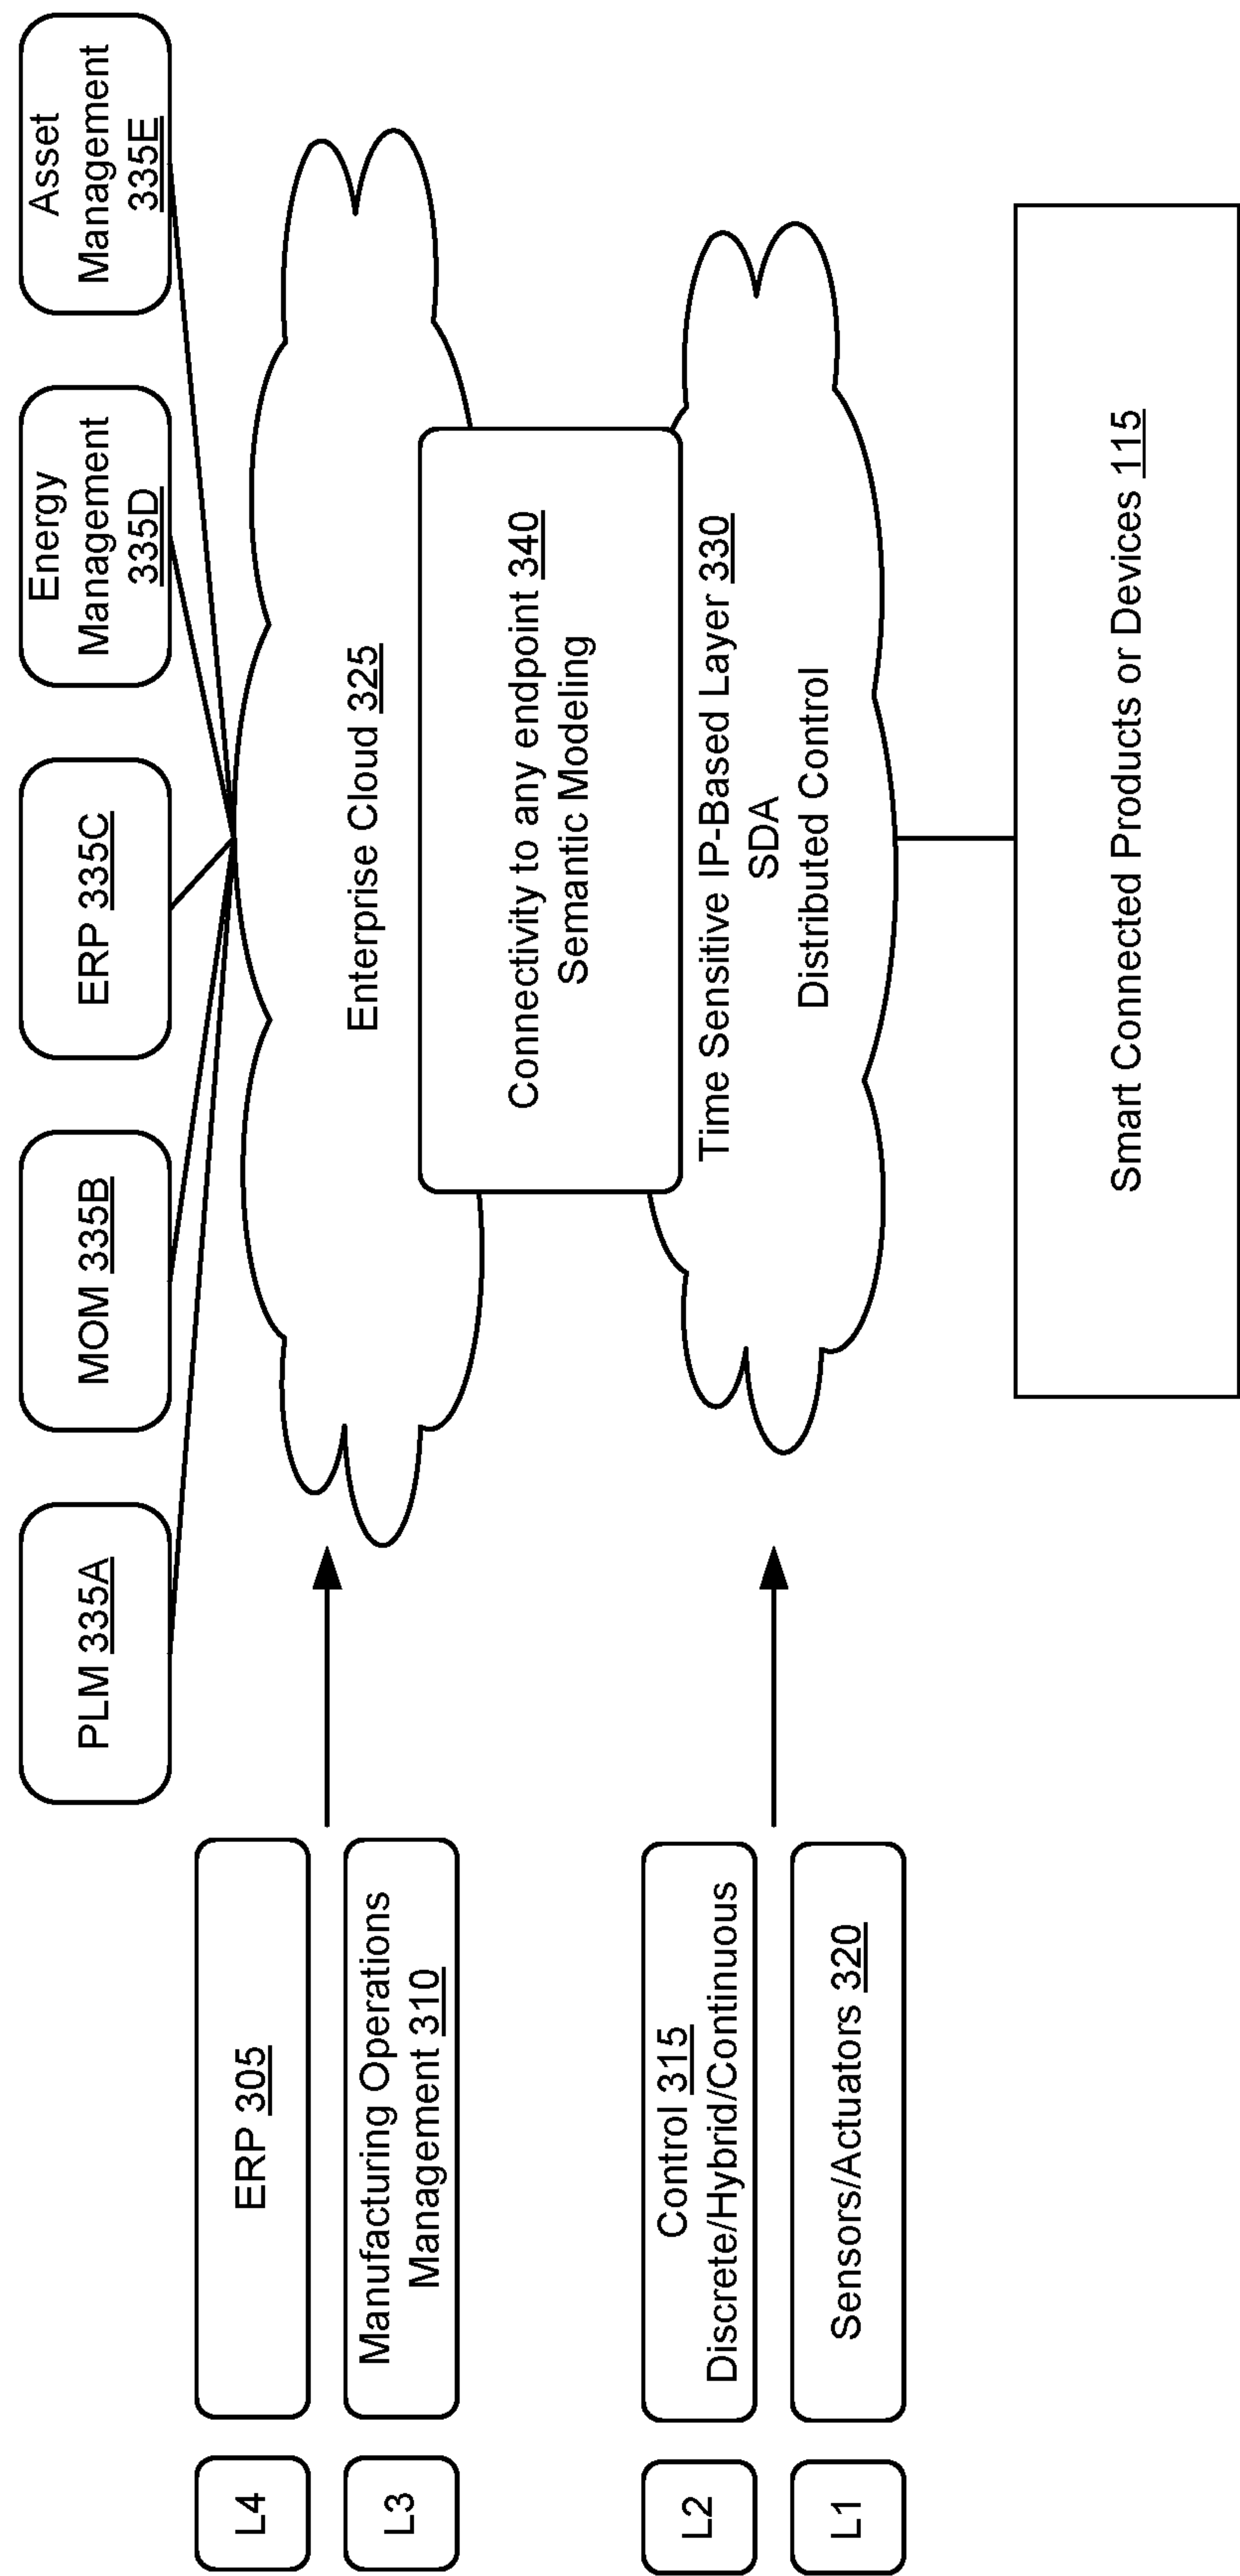 PLM 335A
MOM 335B
ERP 335C
Energy
Management
335D
Asset
Management
335E
L4
ERP 305
L3
Manufacturing Operations
Management 310
Enterprise Cloud 325
Connectivity to any endpoint 340
Semantic Modeling
L2
Control 315
Discrete/Hybrid/Continuous
L1
Sensors/Actuators 320
Time Sensitive IP-Based Layer 330
SDA
Distributed Control
Smart Connected Products or Devices 115